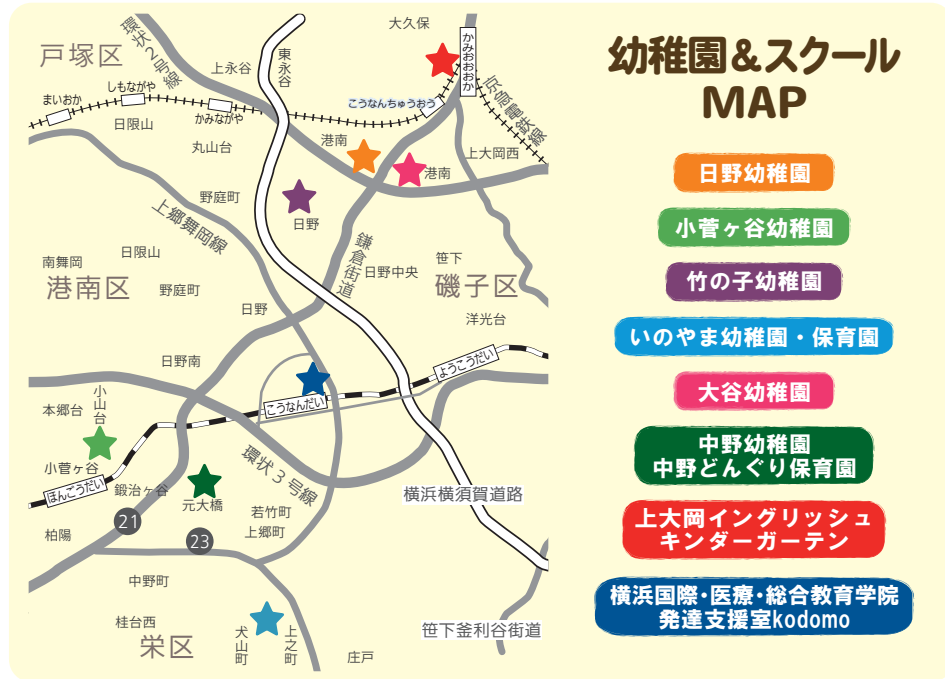 幼稚園&スクール
MAP
日野幼稚園
小菅ヶ谷幼稚園
竹の子幼稚園
いのやま幼稚園・保育園
大谷幼稚園
中野幼稚園
中野どんぐり保育園
上大岡イングリッシュ
キンダーガーテン
横浜国際・医療・総合教育学院
発達支援室kodomo
大久保
環状2号線
戸塚区
東永谷
かみおおおか
上永谷
しもながや
まいおか
こうなんちゅうおう
京急電鉄線
かみながや
日限山
港南
丸山台
上大岡西
港南
野庭町
上郷舞岡線
日野
鎌倉街道
日限山
南舞岡
笹下
日野中央
港南区
野庭町
磯子区
日野
洋光台
日野南
ようこうだい
小山台
本郷台
こうなんだい
小菅ヶ谷
環状3号線
ほんごうだい
鍛治ヶ谷
元大橋
横浜横須賀道路
若竹町
21
上郷町
柏陽
23
中野町
桂台西
犬山町
上之町
笹下釜利谷街道
栄区
庄戸